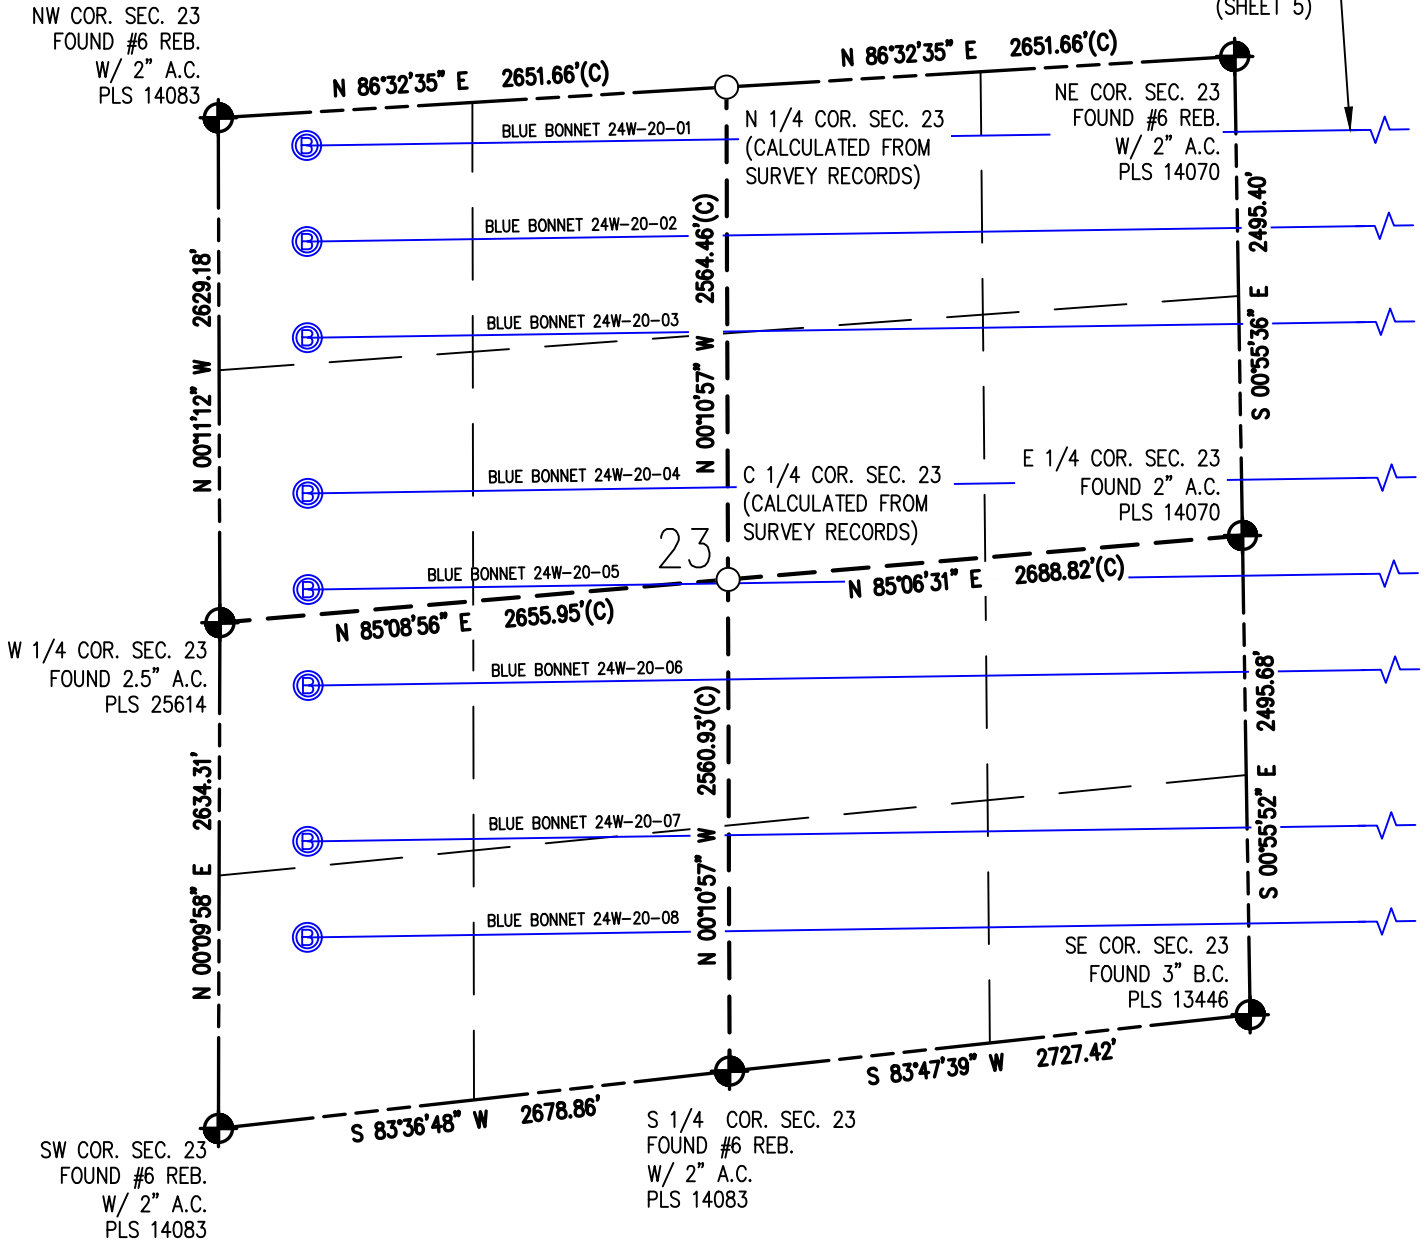 (SHEET 5)
NW COR. SEC. 23
FOUND #6 REB.
W/ 2" A.C.
PLS 14083
N 86°32'35" E 2651.66'(C)
N 86°32'35" E 2651.66'(C)
NE COR. SEC. 23
FOUND #6 REB.
W/ 2" A.C.
PLS 14070
N 1/4 COR. SEC. 23
(CALCULATED FROM
SURVEY RECORDS)
B
BLUE BONNET 24W-20-01
B
BLUE BONNET 24W-20-02
B
BLUE BONNET 24W-20-03
B
BLUE BONNET 24W-20-04
N 00°11'12" W 2629.18'
N 00°10'57" W 2564.46'(C)
S 00°55'36" E 2495.40'
C 1/4 COR. SEC. 23
(CALCULATED FROM
SURVEY RECORDS)
E 1/4 COR. SEC. 23
FOUND 2" A.C.
PLS 14070
23
B
BLUE BONNET 24W-20-05
N 85°08'56" E 2655.95'(C)
N 85°06'31" E 2688.82'(C)
W 1/4 COR. SEC. 23
FOUND 2.5" A.C.
PLS 25614
B
BLUE BONNET 24W-20-06
B
BLUE BONNET 24W-20-07
B
BLUE BONNET 24W-20-08
N 00°09'58" E 2634.31'
N 00°10'57" W 2560.93'(C)
S 00°55'52" E 2495.68'
SE COR. SEC. 23
FOUND 3" B.C.
PLS 13446
S 83°36'48" W 2678.86'
S 83°47'39" W 2727.42'
SW COR. SEC. 23
FOUND #6 REB.
W/ 2" A.C.
PLS 14083
S 1/4 COR. SEC. 23
FOUND #6 REB.
W/ 2" A.C.
PLS 14083